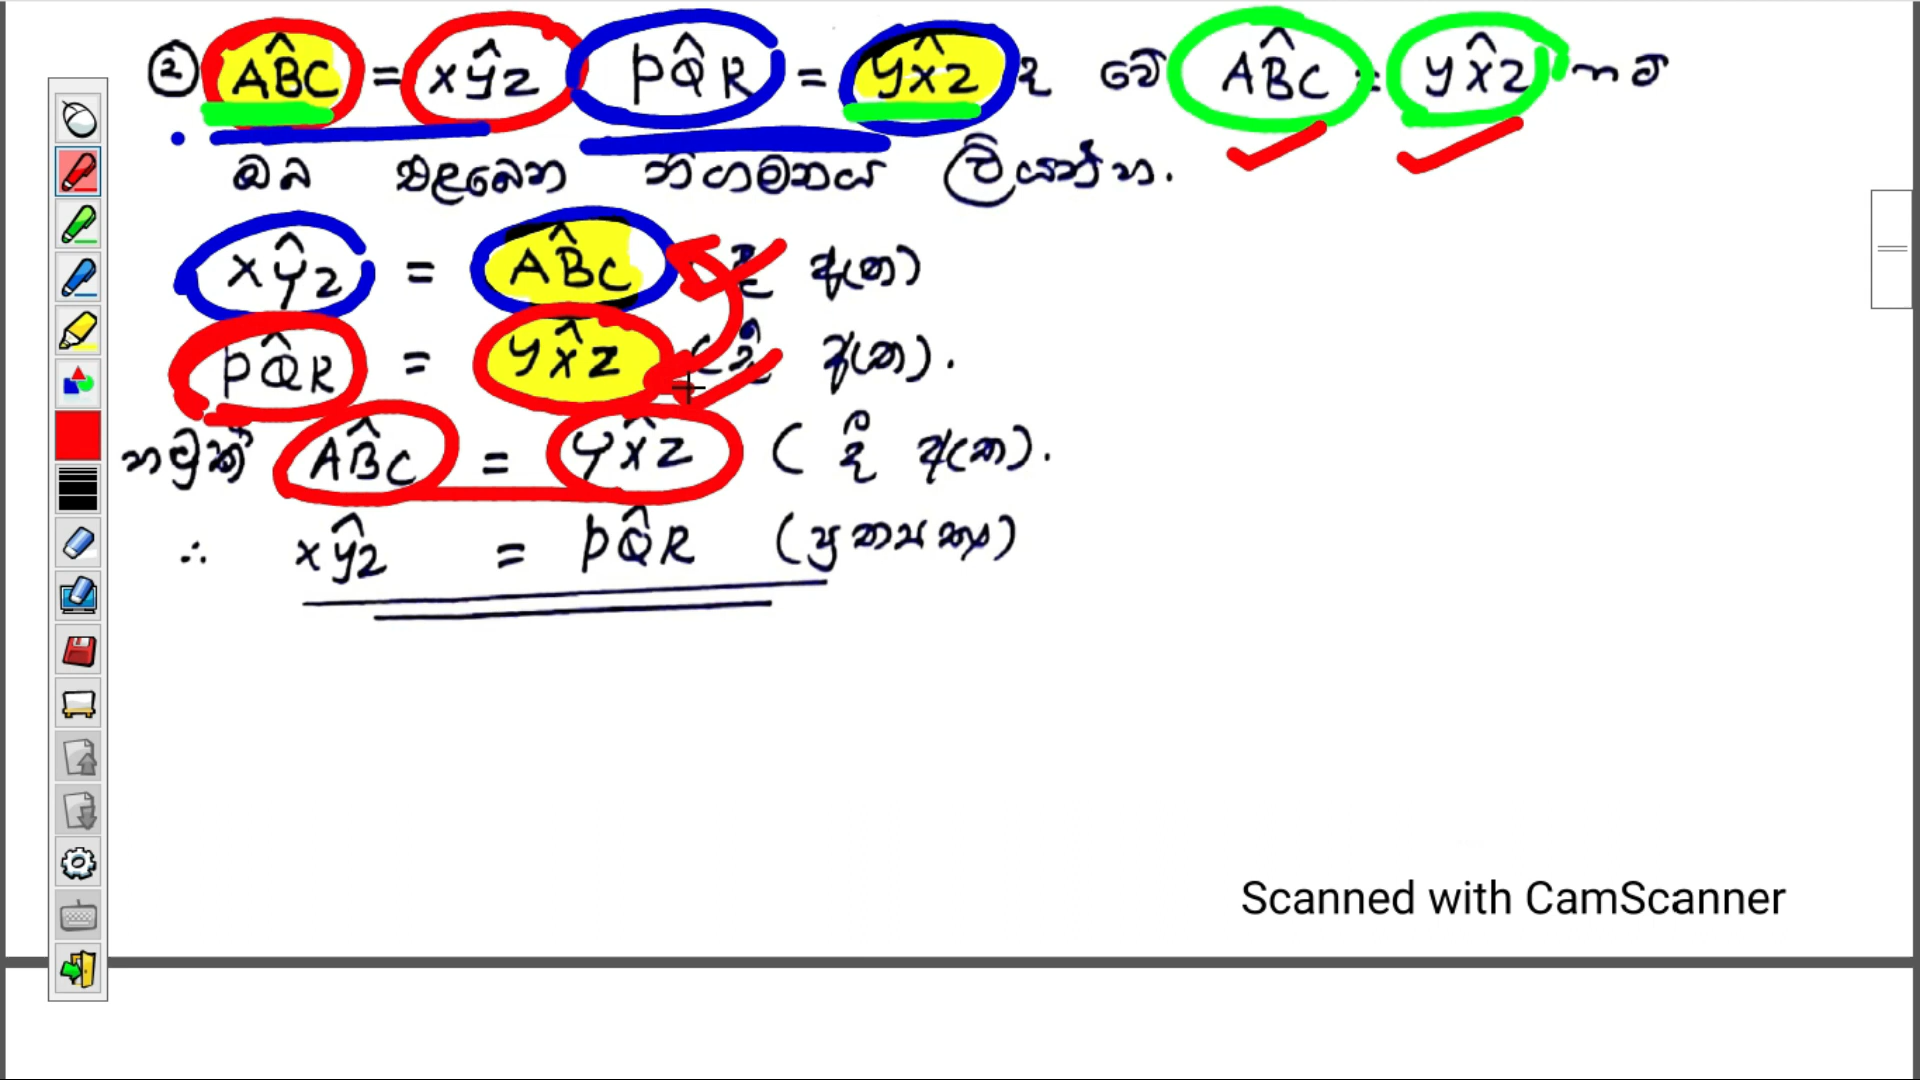 ② AB̂C = XŶZ PQ̂R = YX̂Z ද වේ AB̂C = YX̂Z නම්
ඔබ එළබෙන නිගමනය ලියන්න.
XŶZ = AB̂C (දී ඇත)
PQ̂R = YX̂Z (දී ඇත).
නමුත් AB̂C = YX̂Z (දී ඇත).
∴ XŶZ = PQ̂R (ප්‍රත්‍යක්ෂ)
Scanned with CamScanner